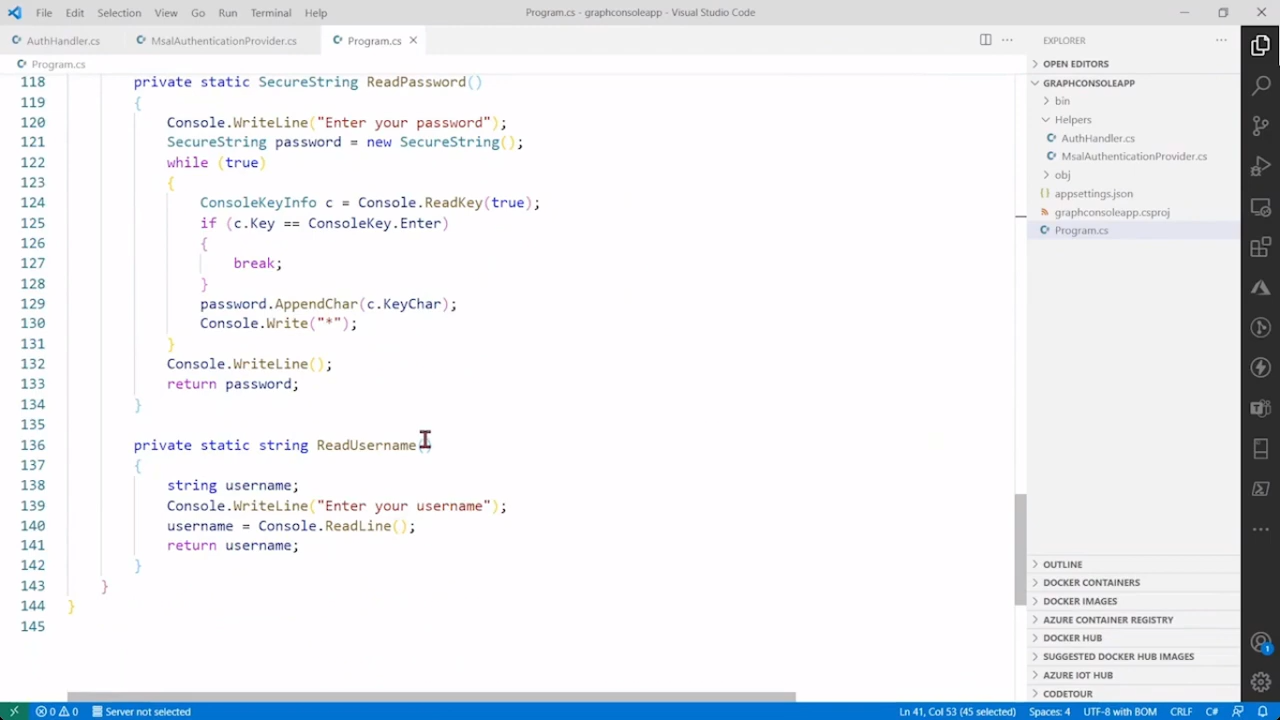 File Edit Selection View Go Run Terminal Help
Program.cs - graphconsoleapp - Visual Studio Code
AuthHandler.cs
MsalAuthenticationProvider.cs
Program.cs
EXPLORER
Program.cs
118 private static SecureString ReadPassword()
119 {
120 Console.WriteLine("Enter your password");
121 SecureString password = new SecureString();
122 while (true)
123 {
124 ConsoleKeyInfo c = Console.ReadKey(true);
125 if (c.Key == ConsoleKey.Enter)
126 {
127 break;
128 }
129 password.AppendChar(c.KeyChar);
130 Console.Write("*");
131 }
132 Console.WriteLine();
133 return password;
134 }
135
136 private static string ReadUsername()
137 {
138 string username;
139 Console.WriteLine("Enter your username");
140 username = Console.ReadLine();
141 return username;
142 }
143 }
144 }
145
OPEN EDITORS
GRAPHCONSOLEAPP
bin
Helpers
AuthHandler.cs
MsalAuthenticationProvider.cs
obj
appsettings.json
graphconsoleapp.csproj
Program.cs
OUTLINE
DOCKER CONTAINERS
DOCKER IMAGES
AZURE CONTAINER REGISTRY
DOCKER HUB
SUGGESTED DOCKER HUB IMAGES
AZURE IOT HUB
CODETOUR
1
0 0 Server not selected
Ln 41, Col 53 (45 selected) Spaces: 4 UTF-8 with BOM CRLF C#